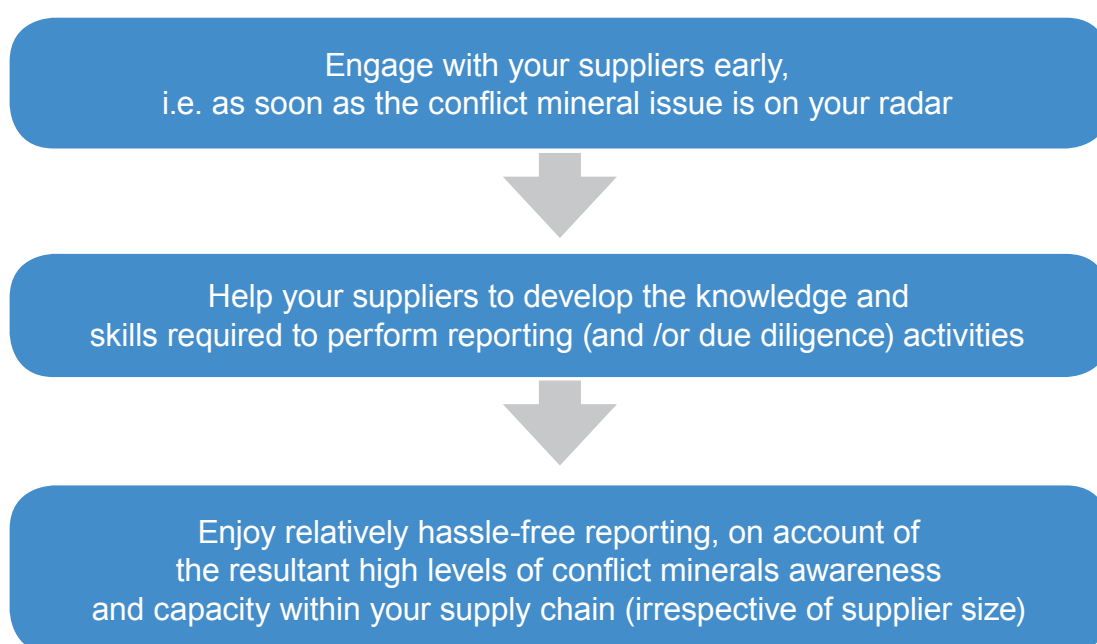 Engage with your suppliers early,
i.e. as soon as the conflict mineral issue is on your radar
Help your suppliers to develop the knowledge and
skills required to perform reporting (and /or due diligence) activities
Enjoy relatively hassle-free reporting, on account of
the resultant high levels of conflict minerals awareness
and capacity within your supply chain (irrespective of supplier size)